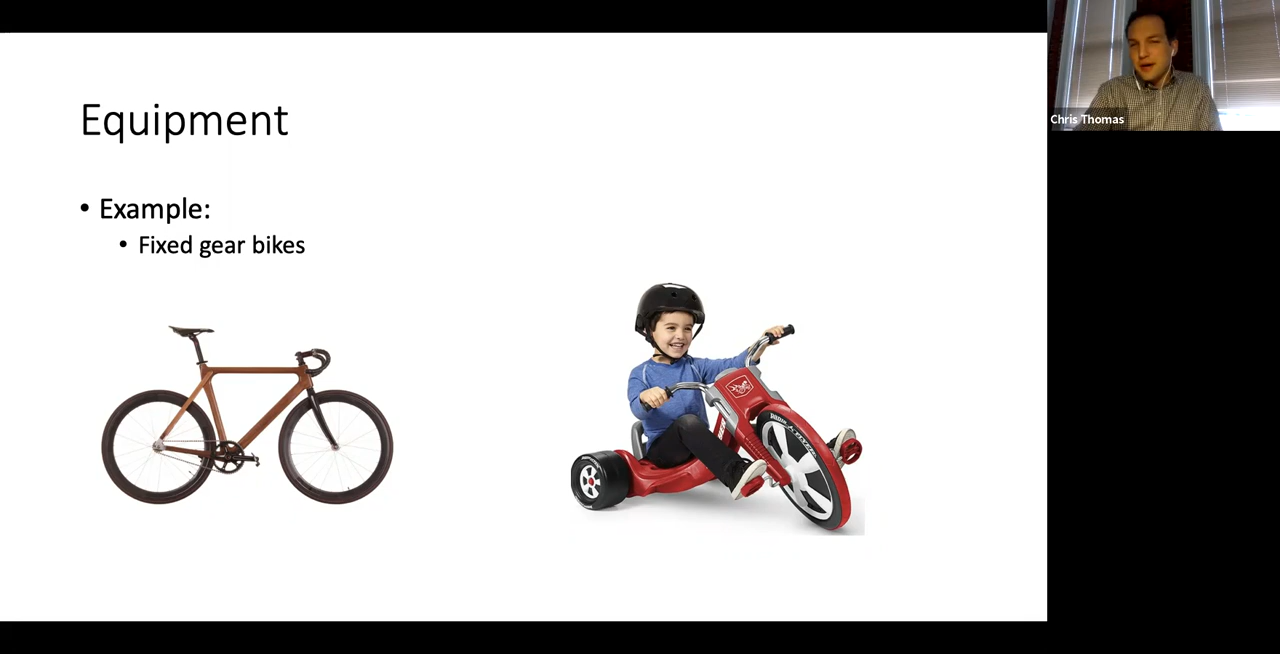 Equipment
• Example:
• Fixed gear bikes
Chris Thomas